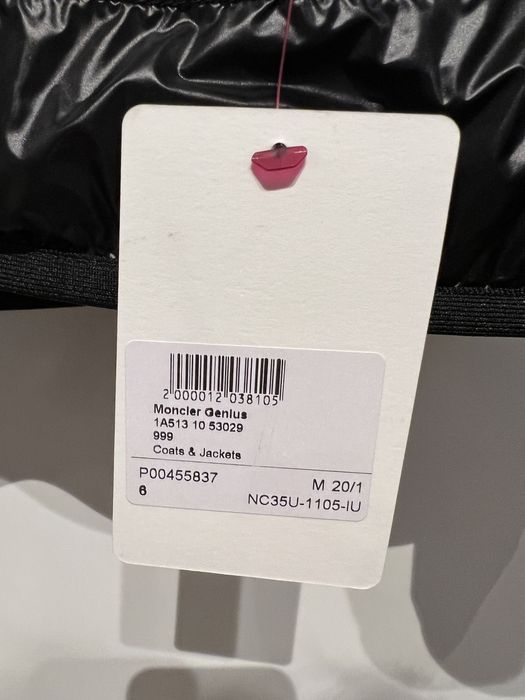 2 000012 038105
Moncler Genius
1A513 10 53029
999
Coats & Jackets
P00455837 M 20/1
6 NC35U-1105-IU